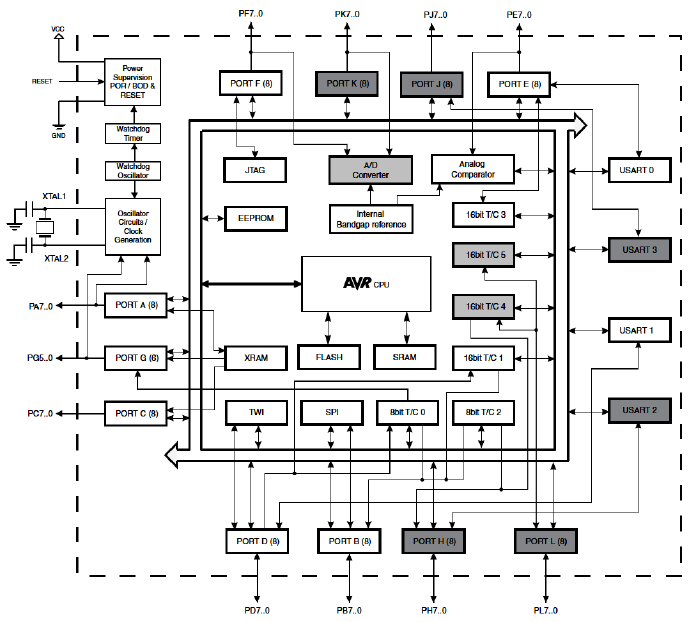 PF7..0
PK7..0
PJ7..0
PE7..0
VCC
RESET
GND
Power
Supervision
POR / BOD &
RESET
PORT F (8)
PORT K (8)
PORT J (8)
PORT E (8)
Watchdog
Timer
Watchdog
Oscillator
XTAL1
XTAL2
Oscillator
Circuits /
Clock
Generation
JTAG
A/D
Converter
Analog
Comparator
USART 0
EEPROM
Internal
Bandgap reference
16bit T/C 3
16bit T/C 5
USART 3
AVR CPU
16bit T/C 4
PA7..0
PORT A (8)
USART 1
PG5..0
PORT G (6)
XRAM
FLASH
SRAM
16bit T/C 1
PC7..0
PORT C (8)
TWI
SPI
8bit T/C 0
8bit T/C 2
USART 2
PORT D (8)
PORT B (8)
PORT H (8)
PORT L (8)
PD7..0
PB7..0
PH7..0
PL7..0